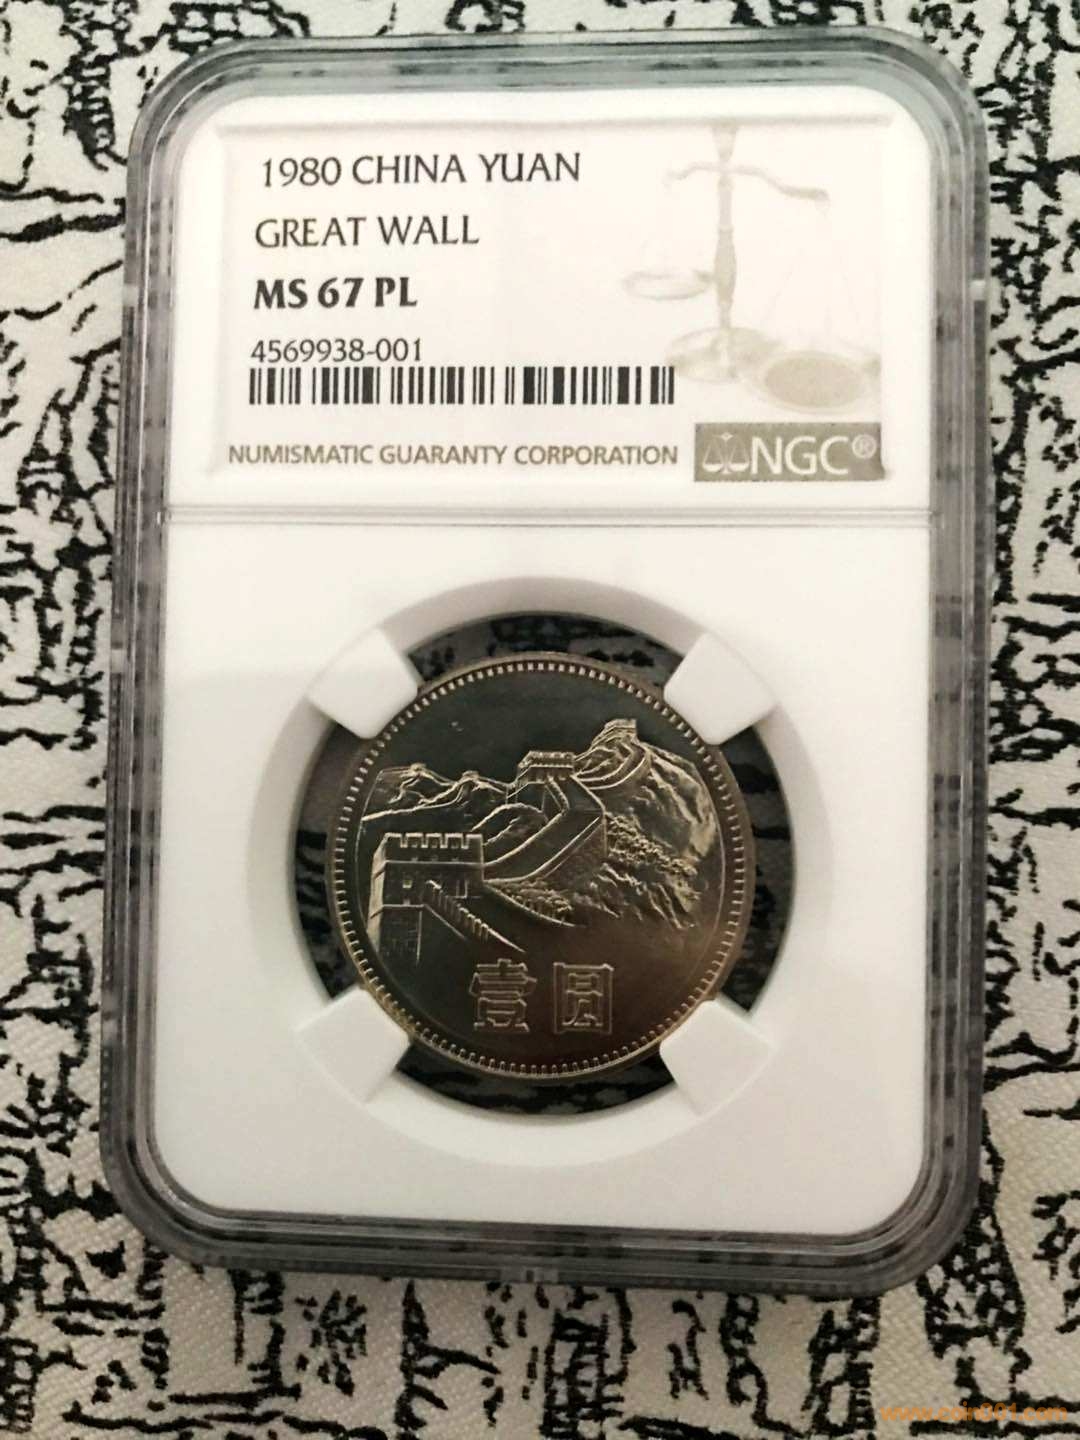 1980 CHINA YUAN
GREAT WALL
MS 67 PL
4569938-001
NUMISMATIC GUARANTY CORPORATION NGC®
壹圆
www.coin001.com